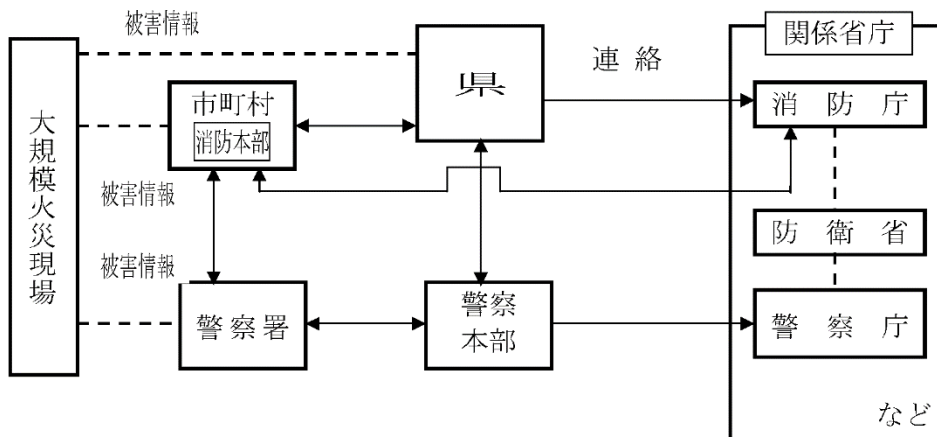 被害情報
関係省庁
連絡
県
消防庁
市町村
消防本部
大規模火災現場
被害情報
防衛省
被害情報
警察署
警察
本部
警察庁
など